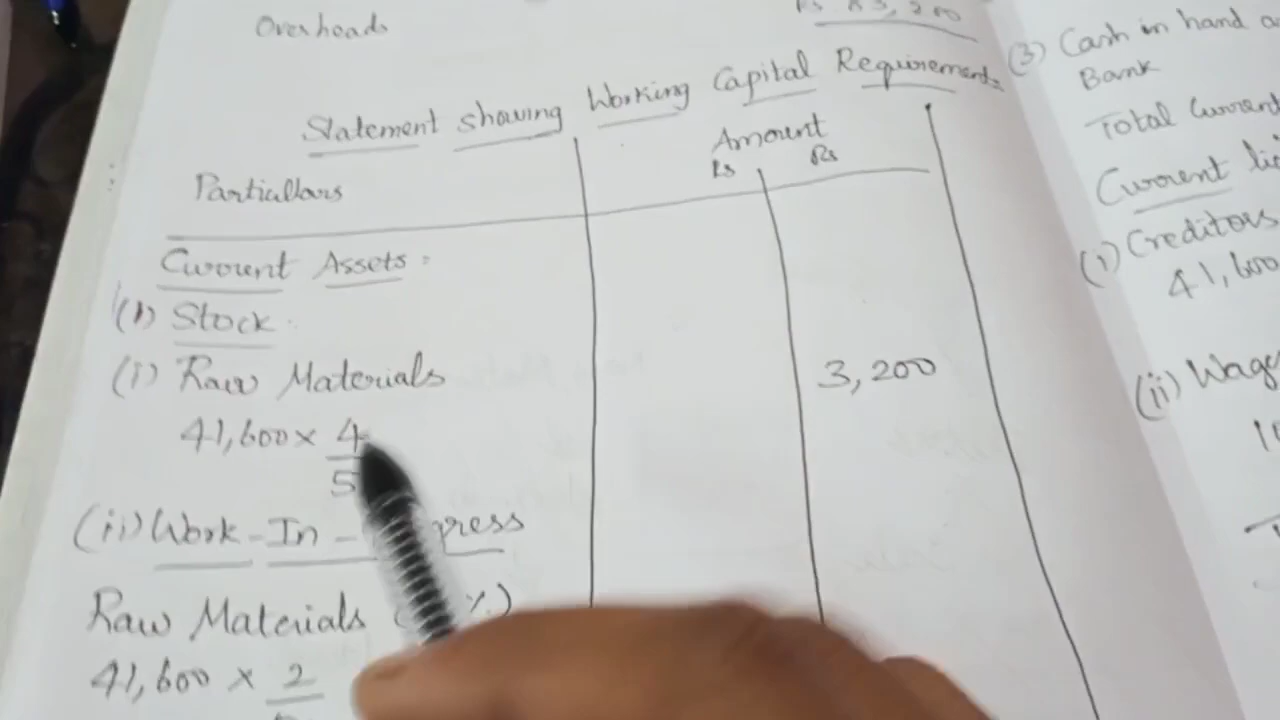 Overheads
Statement showing Working Capital Requirements
Amount
Particulars
Rs
Rs
Current Assets :
(1) Stock
(i) Raw Materials
3,200
41,600 × 4
5
(ii) Work - In -
Raw Materials
41,600 × 2
(3) Cash in hand
Bank
Total Current
Current
(i) Creditors
41,600
(ii)